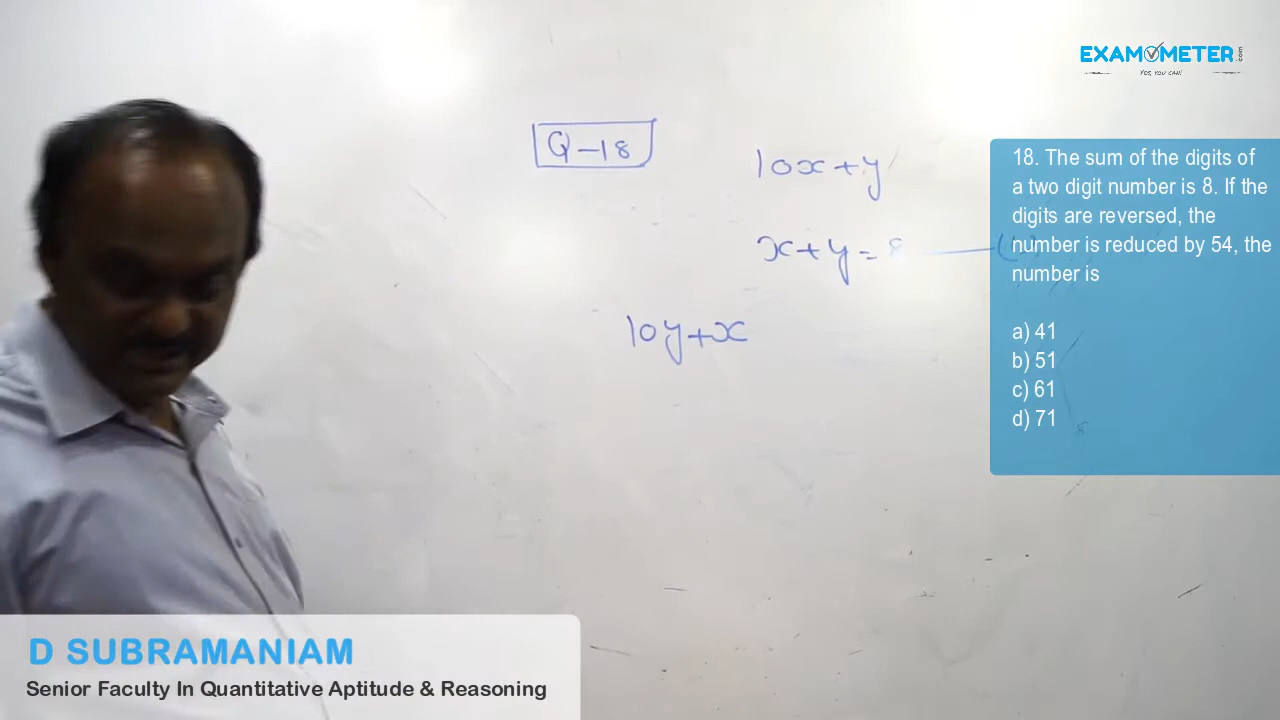 EXAMOMETER.COM
YES, YOU CAN!
Q-18
10x+y
x+y=8
10y+x
18. The sum of the digits of
a two digit number is 8. If the
digits are reversed, the
number is reduced by 54, the
number is
a) 41
b) 51
c) 61
d) 71
D SUBRAMANIAM
Senior Faculty In Quantitative Aptitude & Reasoning